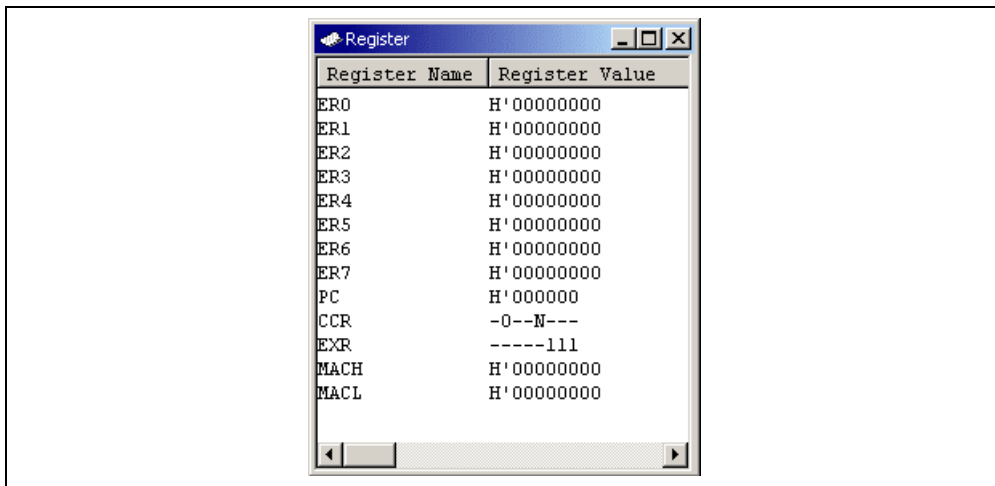 Register
Register Name Register Value
ER0 H'00000000
ER1 H'00000000
ER2 H'00000000
ER3 H'00000000
ER4 H'00000000
ER5 H'00000000
ER6 H'00000000
ER7 H'00000000
PC H'000000
CCR -0--N---
EXR -----111
MACH H'00000000
MACL H'00000000